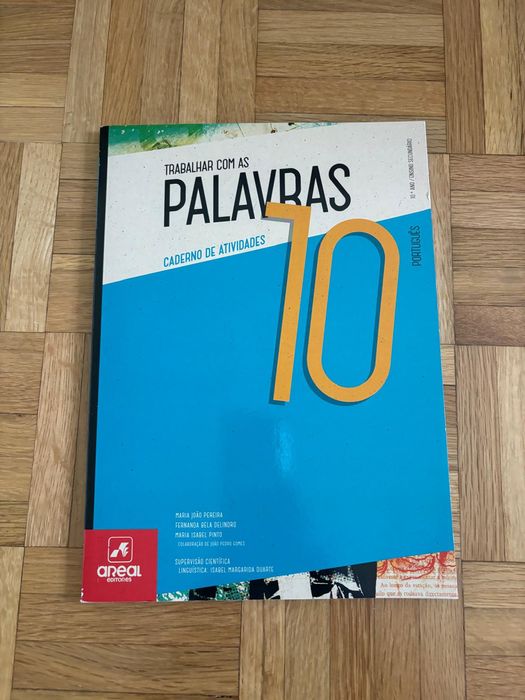 TRABALHAR COM AS
PALAVRAS
10
CADERNO DE ATIVIDADES
10.º ANO / ENSINO SECUNDÁRIO
PORTUGUÊS
MARIA JOÃO PEREIRA
FERNANDA BELA DELINDRO
MARIA ISABEL PINTO
COLABORAÇÃO DE JOÃO PEDRO GOMES
SUPERVISÃO CIENTÍFICA
LINGUÍSTICA: ISABEL MARGARIDA DUARTE
areal
EDITORES